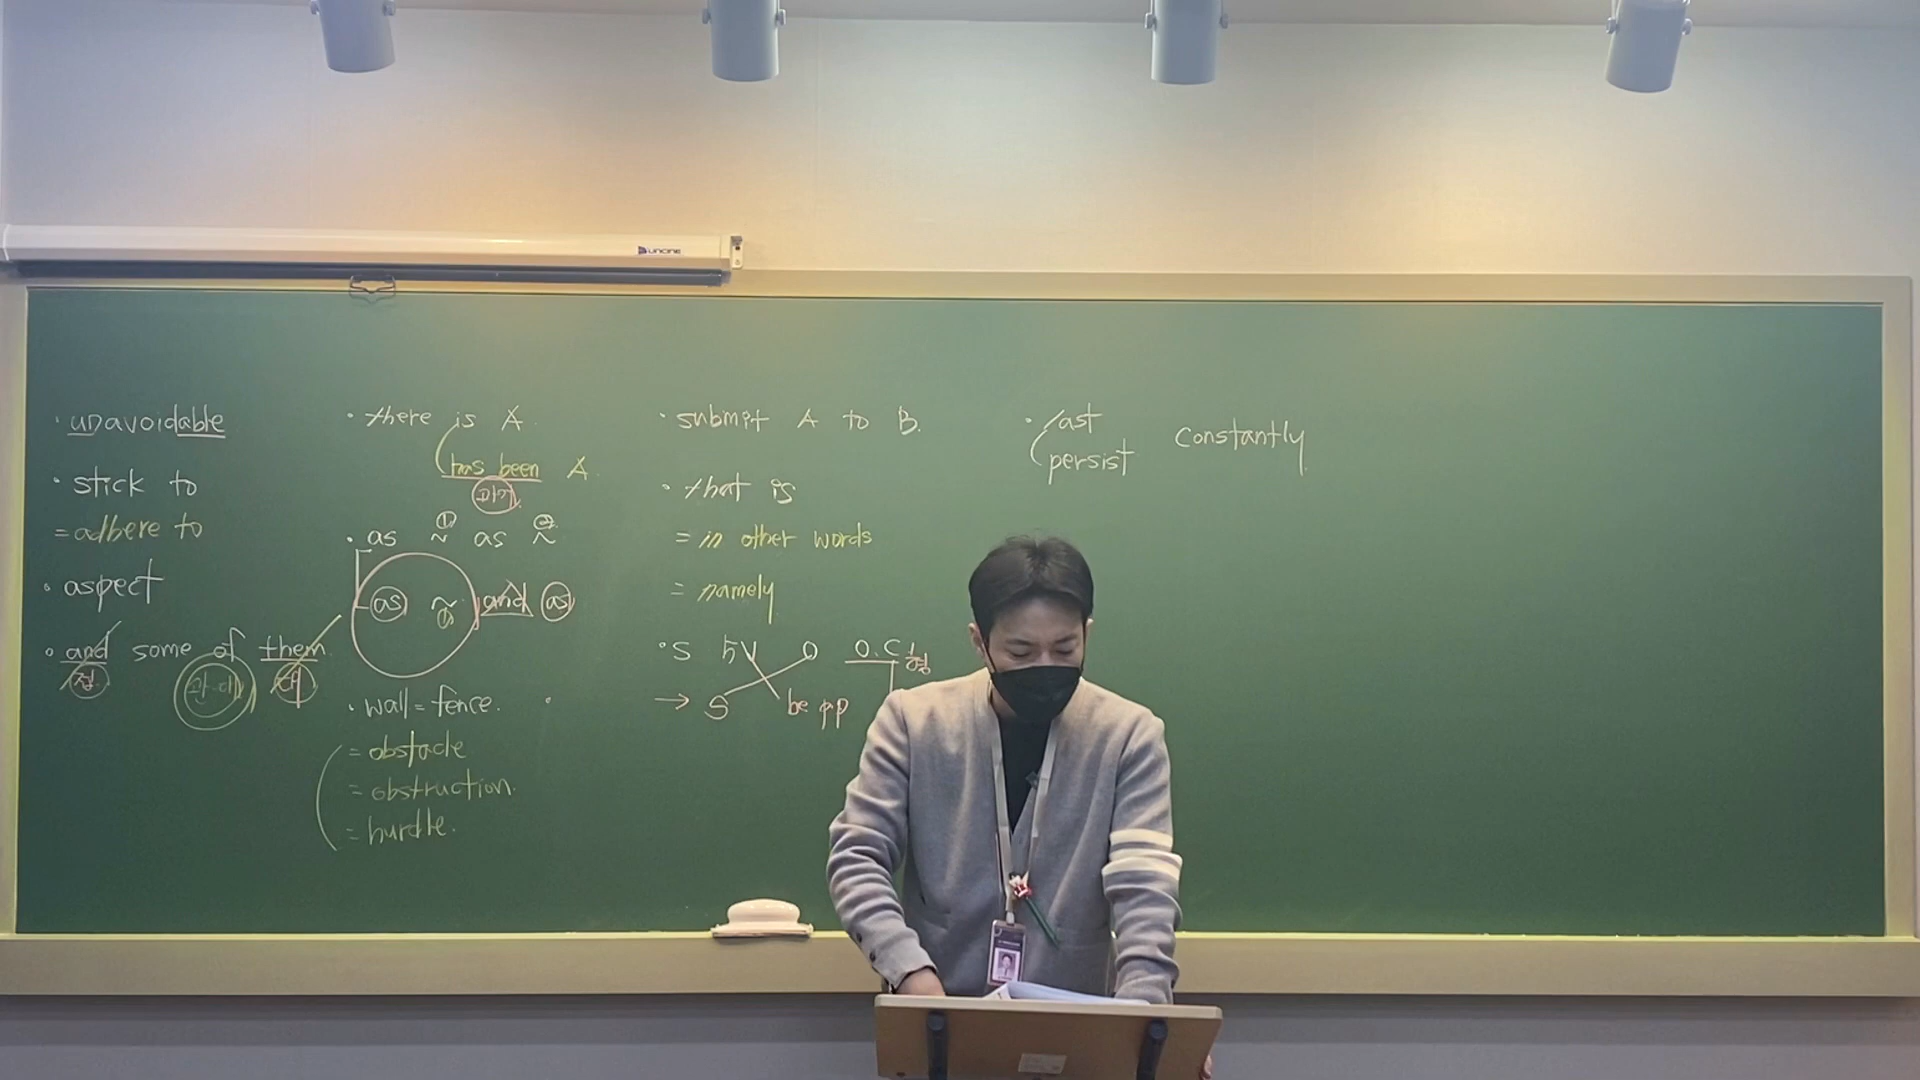 · unavoidable
· stick to
= adhere to
· aspect
· and some of them
접
대
· there is A.
has been A.
과거
· as ~ as ~
① ②
as ~ and as
①
· wall = fence.
= obstacle
= obstruction.
= hurdle.
· submit A to B.
· that is
= in other words
= namely
· S 5V O O.C
→ S be pp
· last
persist
constantly
UNCINE